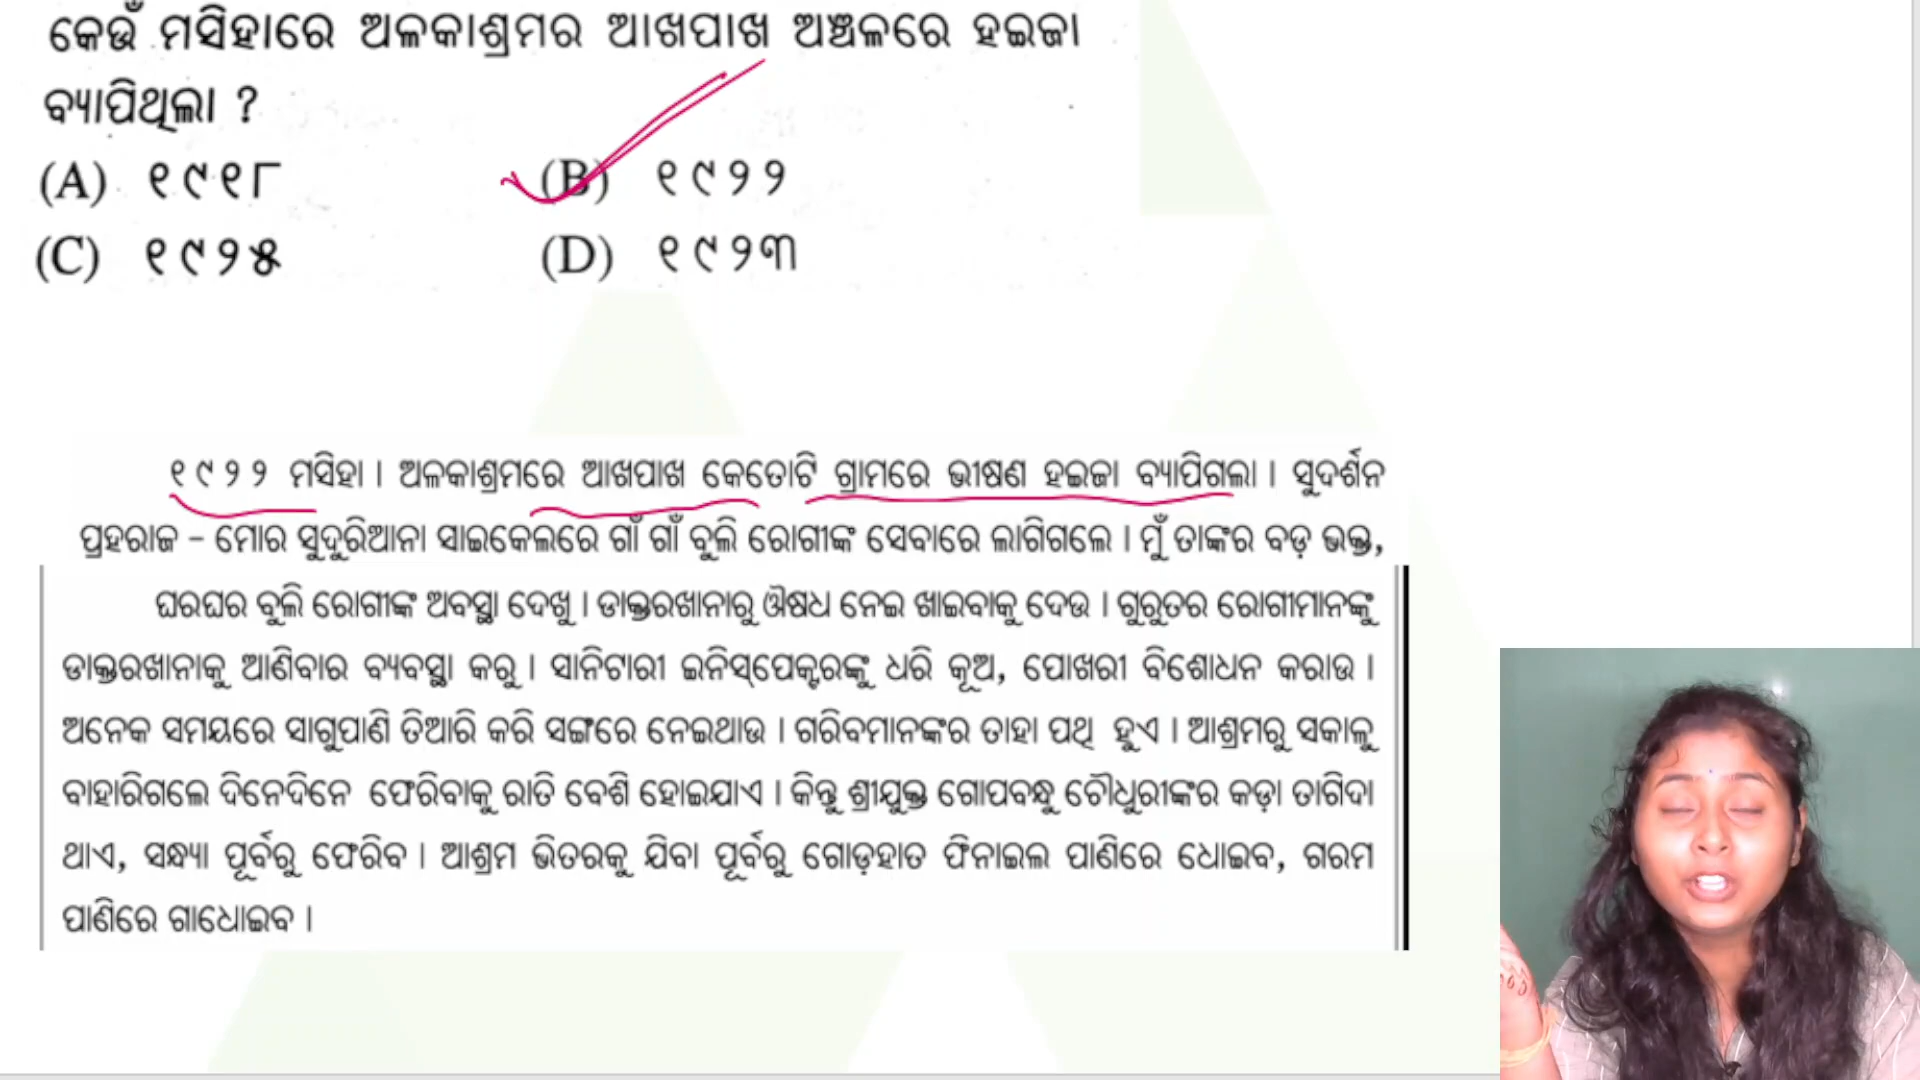 କେଉଁ ମସିହାରେ ଅଳକାଶ୍ରମର ଆଖପାଖ ଅଞ୍ଚଳରେ ହଇଜା
ବ୍ୟାପିଥିଲା ?
(A) ୧୯୧୮ (B) ୧୯୨୨
(C) ୧୯୨୫ (D) ୧୯୨୩
୧୯୨୨ ମସିହା । ଅଳକାଶ୍ରମରେ ଆଖପାଖ କେତୋଟି ଗ୍ରାମରେ ଭୀଷଣ ହଇଜା ବ୍ୟାପିଗଲା । ସୁଦର୍ଶନ
ପ୍ରହରାଜ – ମୋର ସୁଦୁରିଆନା ସାଇକେଲରେ ଗାଁ ଗାଁ ବୁଲି ରୋଗୀଙ୍କ ସେବାରେ ଲାଗିଗଲେ । ମୁଁ ତାଙ୍କର ବଡ଼ ଭକ୍ତ,
ଘରଘର ବୁଲି ରୋଗୀଙ୍କ ଅବସ୍ଥା ଦେଖୁ । ଡାକ୍ତରଖାନାରୁ ଔଷଧ ନେଇ ଖାଇବାକୁ ଦେଉ । ଗୁରୁତର ରୋଗୀମାନଙ୍କୁ
ଡାକ୍ତରଖାନାକୁ ଆଣିବାର ବ୍ୟବସ୍ଥା କରୁ । ସାନିଟାରୀ ଇନିସ୍‌ପେକ୍ଟରଙ୍କୁ ଧରି କୂଅ, ପୋଖରୀ ବିଶୋଧନ କରାଉ ।
ଅନେକ ସମୟରେ ସାଗୁପାଣି ତିଆରି କରି ସଙ୍ଗରେ ନେଇଥାଉ । ଗରିବମାନଙ୍କର ତାହା ପଥି ହୁଏ । ଆଶ୍ରମରୁ ସକାଳୁ
ବାହାରିଗଲେ ଦିନେଦିନେ ଫେରିବାକୁ ରାତି ବେଶି ହୋଇଯାଏ । କିନ୍ତୁ ଶ୍ରୀଯୁକ୍ତ ଗୋପବନ୍ଧୁ ଚୌଧୁରୀଙ୍କର କଡ଼ା ତାଗିଦା
ଥାଏ, ସନ୍ଧ୍ୟା ପୂର୍ବରୁ ଫେରିବ । ଆଶ୍ରମ ଭିତରକୁ ଯିବା ପୂର୍ବରୁ ଗୋଡ଼ହାତ ଫିନାଇଲ ପାଣିରେ ଧୋଇବ, ଗରମ
ପାଣିରେ ଗାଧୋଇବ ।